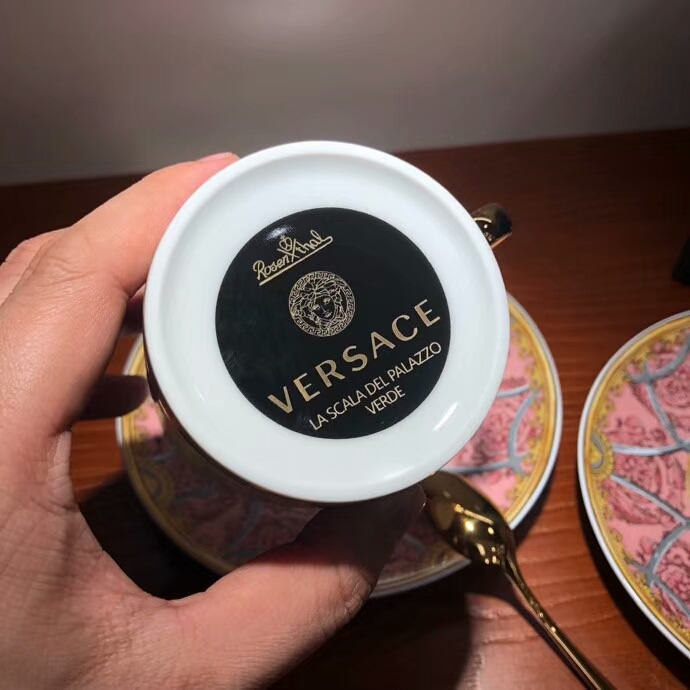 Rosenthal
VERSACE
LA SCALA DEL PALAZZO
VERDE